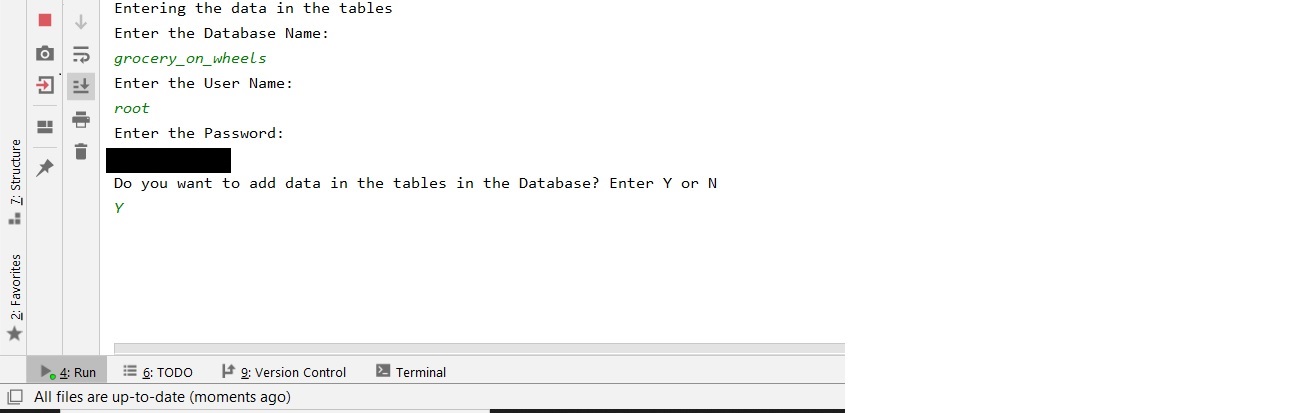 Entering the data in the tables
Enter the Database Name:
grocery_on_wheels
Enter the User Name:
root
Enter the Password:
Do you want to add data in the tables in the Database? Enter Y or N
Y
7: Structure
2: Favorites
4: Run
6: TODO
9: Version Control
Terminal
All files are up-to-date (moments ago)